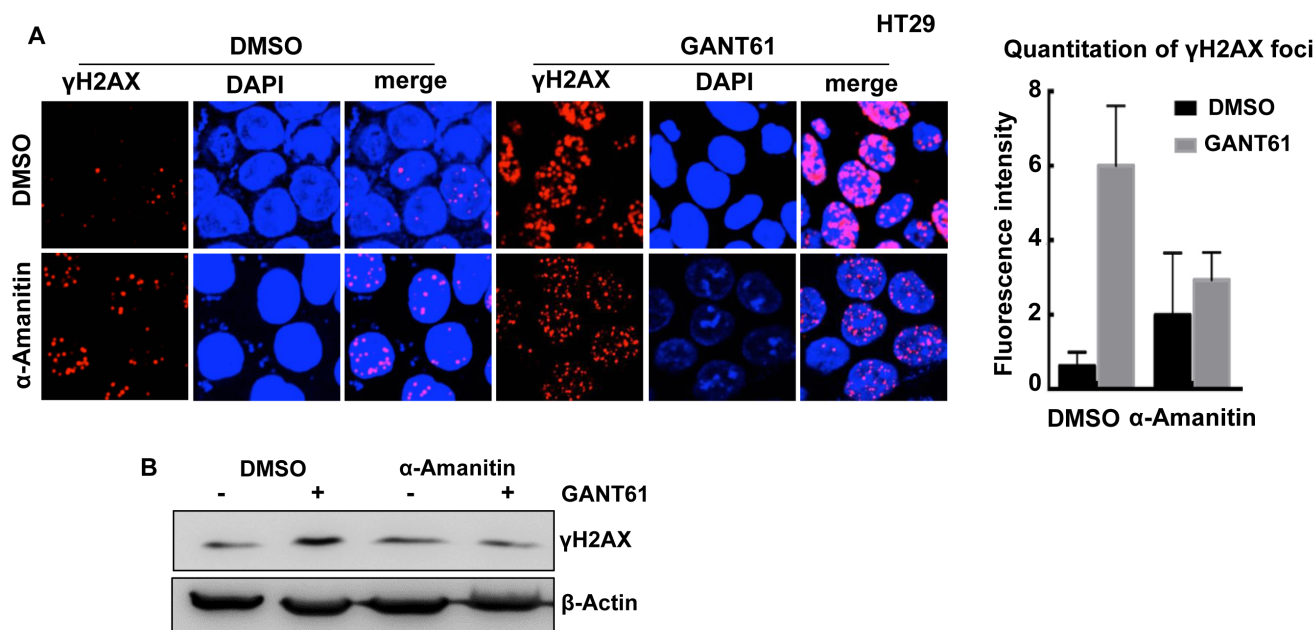 A
HT29
DMSO
GANT61
γH2AX
DAPI
merge
γH2AX
DAPI
merge
DMSO
α-Amanitin
Quantitation of γH2AX foci
Fluorescence intensity
8
6
4
2
0
DMSO
GANT61
DMSO α-Amanitin
B
DMSO α-Amanitin
- + - + GANT61
γH2AX
β-Actin